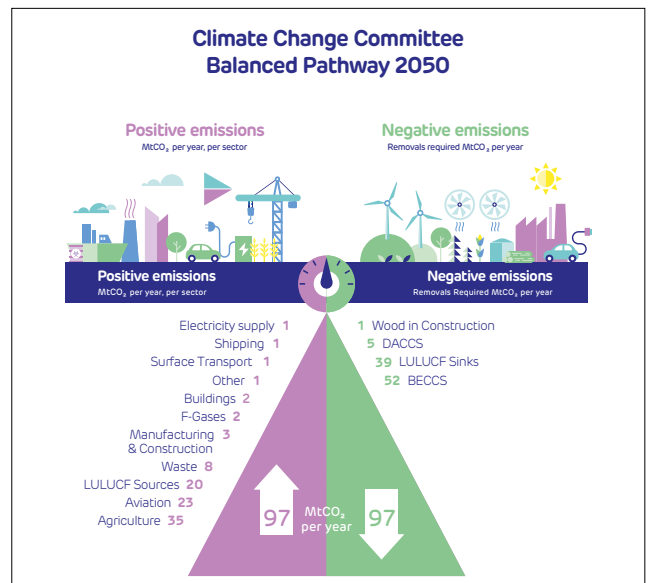 Climate Change Committee
Balanced Pathway 2050
Positive emissions
MtCO₂ per year, per sector
Negative emissions
Removals required MtCO₂ per year
Positive emissions
MtCO₂ per year, per sector
Negative emissions
Removals Required MtCO₂ per year
Electricity supply 1
Shipping 1
Surface Transport 1
Other 1
Buildings 2
F-Gases 2
Manufacturing 3
& Construction
Waste 8
LULUCF Sources 20
Aviation 23
Agriculture 35
1 Wood in Construction
5 DACCS
39 LULUCF Sinks
52 BECCS
97 MtCO₂ 97
per year